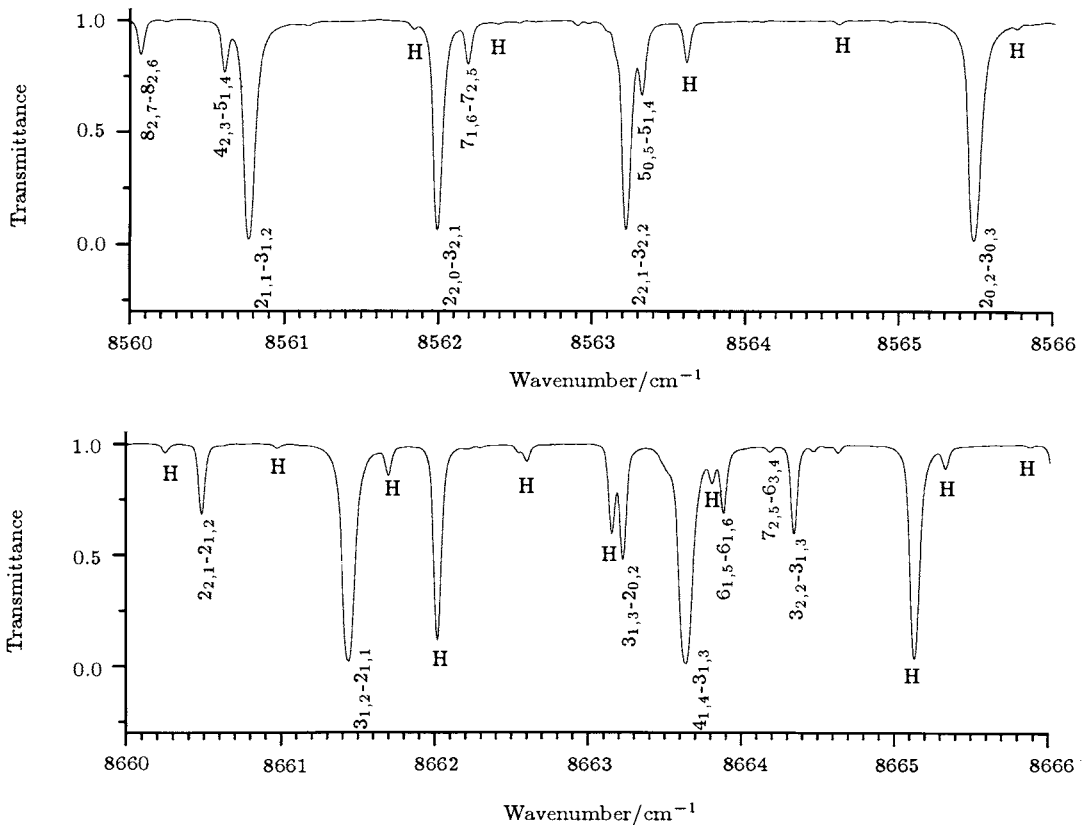 Transmittance
1.0
0.5
0.0
H
H
H
H
H
8₂,₇-8₂,₆
4₂,₃-5₁,₄
2₁,₁-3₁,₂
2₂,₀-3₂,₁
7₁,₆-7₂,₅
2₂,₁-3₂,₂
5₀,₅-5₁,₄
2₀,₂-3₀,₃
8560 8561 8562 8563 8564 8565 8566
Wavenumber/cm⁻¹
Transmittance
1.0
0.5
0.0
H
H
H
H
H
H
H
H
H
H
2₂,₁-2₁,₂
3₁,₂-2₁,₁
3₁,₃-2₀,₂
4₁,₄-3₁,₃
6₁,₅-6₁,₆
7₂,₅-6₃,₄
3₂,₂-3₁,₃
8660 8661 8662 8663 8664 8665 8666
Wavenumber/cm⁻¹